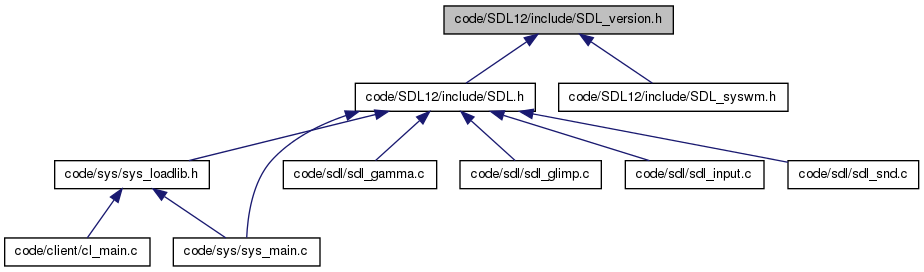 code/SDL12/include/SDL_version.h
code/SDL12/include/SDL.h
code/SDL12/include/SDL_syswm.h
code/sys/sys_loadlib.h
code/sdl/sdl_gamma.c
code/sdl/sdl_glimp.c
code/sdl/sdl_input.c
code/sdl/sdl_snd.c
code/client/cl_main.c
code/sys/sys_main.c